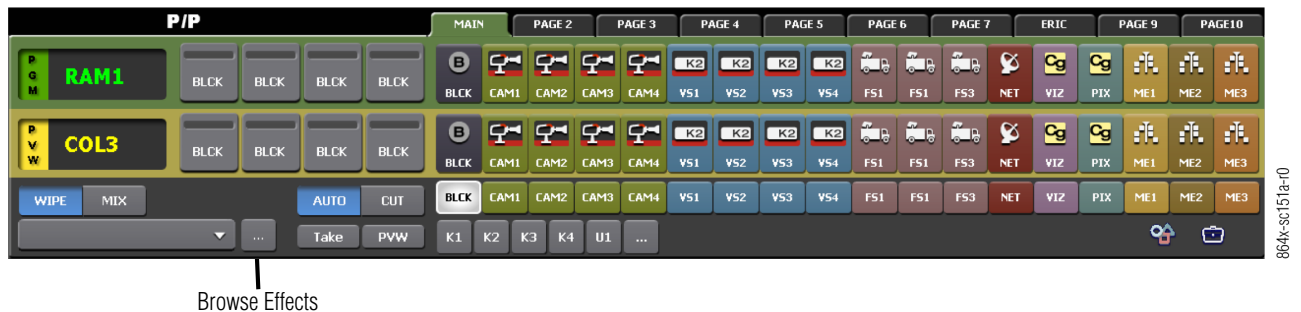 P/P MAIN PAGE 2 PAGE 3 PAGE 4 PAGE 5 PAGE 6 PAGE 7 ERIC PAGE 9 PAGE10
B K2 K2 K2 K2 Cg Cg
PGM RAM1 BLCK BLCK BLCK BLCK BLCK CAM1 CAM2 CAM3 CAM4 VS1 VS2 VS3 VS4 FS1 FS1 FS3 NET VIZ PIX ME1 ME2 ME3
B K2 K2 K2 K2 Cg Cg
PVW COL3 BLCK BLCK BLCK BLCK BLCK CAM1 CAM2 CAM3 CAM4 VS1 VS2 VS3 VS4 FS1 FS1 FS3 NET VIZ PIX ME1 ME2 ME3
WIPE MIX AUTO CUT BLCK CAM1 CAM2 CAM3 CAM4 VS1 VS2 VS3 VS4 FS1 FS1 FS3 NET VIZ PIX ME1 ME2 ME3
... Take PVW K1 K2 K3 K4 U1 ...
Browse Effects
864x-sc151a-r0